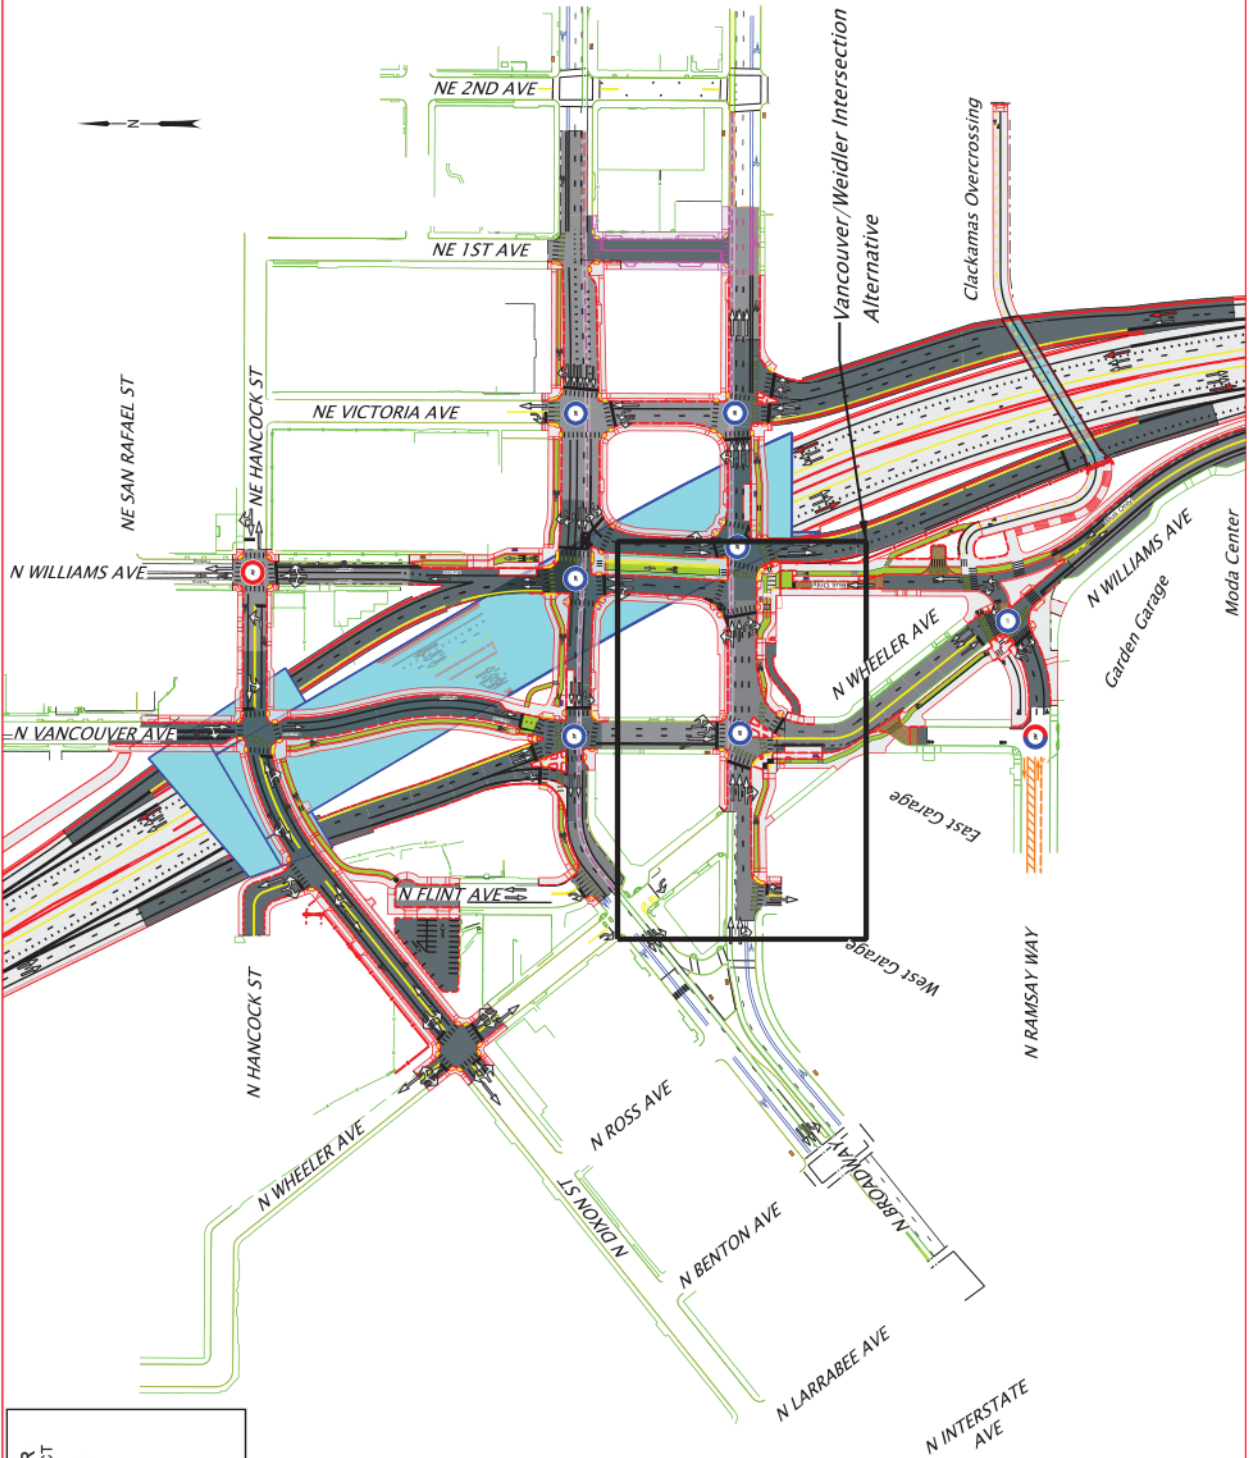 NE 2ND AVE
N
Vancouver/Weidler Intersection
Alternative
Clackamas Overcrossing
NE 1ST AVE
NE SAN RAFAEL ST
NE HANCOCK ST
NE VICTORIA AVE
N WILLIAMS AVE
N WILLIAMS AVE
Moda Center
Garden Garage
N WHEELER AVE
N VANCOUVER AVE
East Garage
N FLINT AVE
West Garage
N HANCOCK ST
N RAMSAY WAY
N ROSS AVE
N WHEELER AVE
N DIXON ST
N BROADWAY
N BENTON AVE
N LARRABEE AVE
N INTERSTATE
AVE